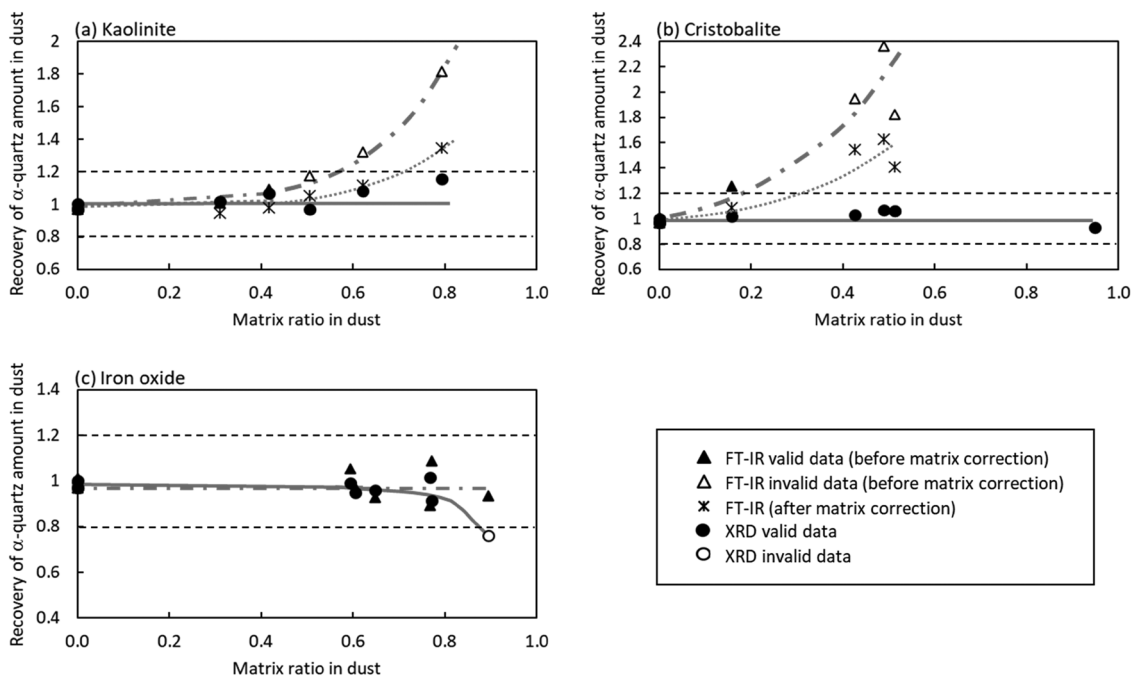 (a) Kaolinite
Recovery of α-quartz amount in dust
2
1.8
1.6
1.4
1.2
1
0.8
0.6
0.0 0.2 0.4 0.6 0.8 1.0
Matrix ratio in dust
(b) Cristobalite
Recovery of α-quartz amount in dust
2.4
2.2
2
1.8
1.6
1.4
1.2
1
0.8
0.6
0.0 0.2 0.4 0.6 0.8 1.0
Matrix ratio in dust
(c) Iron oxide
Recovery of α-quartz amount in dust
1.4
1.2
1
0.8
0.6
0.4
0.0 0.2 0.4 0.6 0.8 1.0
Matrix ratio in dust
FT-IR valid data (before matrix correction)
FT-IR invalid data (before matrix correction)
FT-IR (after matrix correction)
XRD valid data
XRD invalid data